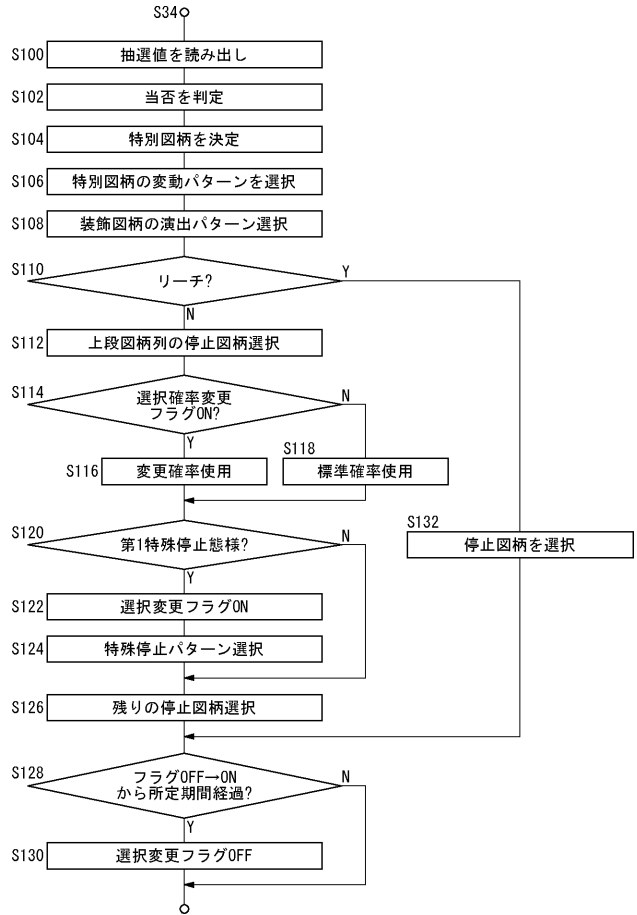 S34
S100 抽選値を読み出し
S102 当否を判定
S104 特別図柄を決定
S106 特別図柄の変動パターンを選択
S108 装飾図柄の演出パターン選択
S110 リーチ? Y
N
S112 上段図柄列の停止図柄選択
S114 選択確率変更 N
フラグON?
Y
S118
S116 変更確率使用 標準確率使用
S120 第1特殊停止態様? N
S132
停止図柄を選択
Y
S122 選択変更フラグON
S124 特殊停止パターン選択
S126 残りの停止図柄選択
S128 フラグOFF→ON N
から所定期間経過?
Y
S130 選択変更フラグOFF